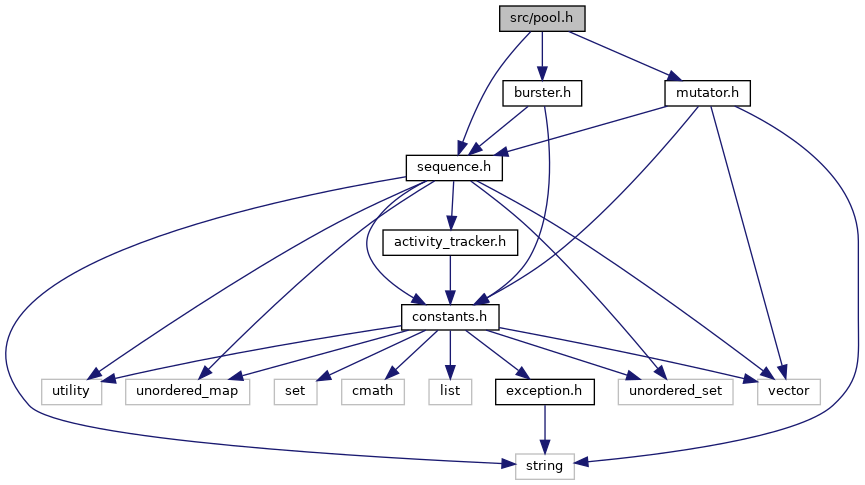 src/pool.h
burster.h
mutator.h
sequence.h
activity_tracker.h
constants.h
utility
unordered_map
set
cmath
list
exception.h
unordered_set
vector
string